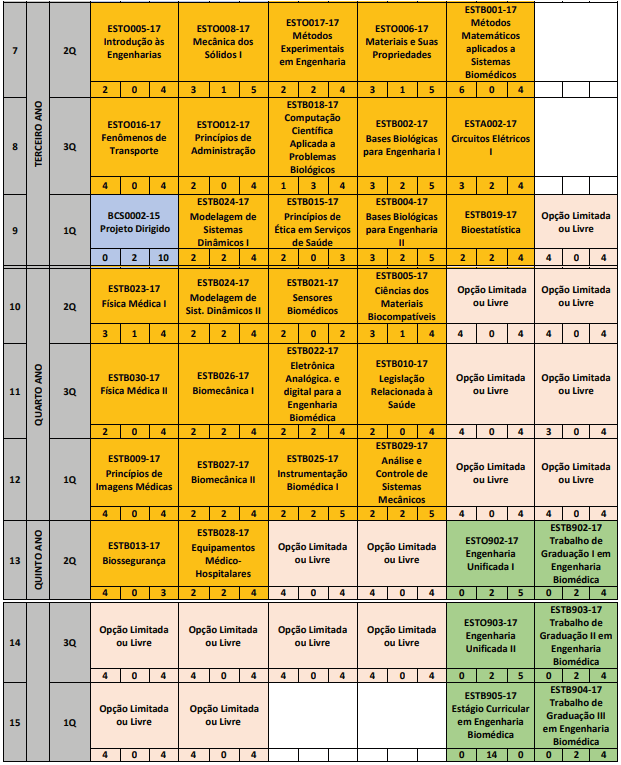 7
TERCEIRO ANO
2Q
ESTO005-17
Introdução às
Engenharias
2 0 4
ESTO008-17
Mecânica dos
Sólidos I
3 1 5
ESTO017-17
Métodos
Experimentais
em Engenharia
2 2 4
ESTO006-17
Materiais e Suas
Propriedades
3 1 5
ESTB001-17
Métodos
Matemáticos
aplicados a
Sistemas
Biomédicos
6 0 4
8
3Q
ESTO016-17
Fenômenos de
Transporte
4 0 4
ESTO012-17
Princípios de
Administração
2 0 4
ESTB018-17
Computação
Científica
Aplicada a
Problemas
Biológicos
1 3 4
ESTB002-17
Bases Biológicas
para Engenharia I
3 2 5
ESTA002-17
Circuitos Elétricos
I
3 2 4
9
1Q
BCS0002-15
Projeto Dirigido
0 2 10
ESTB024-17
Modelagem de
Sistemas
Dinâmicos I
2 2 4
ESTB015-17
Princípios de
Ética em Serviços
de Saúde
2 0 3
ESTB004-17
Bases Biológicas
para Engenharia
II
3 2 5
ESTB019-17
Bioestatística
2 2 4
Opção Limitada
ou Livre
4 0 4
10
QUARTO ANO
2Q
ESTB023-17
Física Médica I
3 1 4
ESTB024-17
Modelagem de
Sist. Dinâmicos II
2 2 4
ESTB021-17
Sensores
Biomédicos
2 0 2
ESTB005-17
Ciências dos
Materiais
Biocompatíveis
3 1 4
Opção Limitada
ou Livre
4 0 4
Opção Limitada
ou Livre
4 0 4
11
3Q
ESTB030-17
Física Médica II
2 0 4
ESTB026-17
Biomecânica I
2 2 4
ESTB022-17
Eletrônica
Analógica. e
digital para a
Engenharia
Biomédica
2 2 4
ESTB010-17
Legislação
Relacionada à
Saúde
2 0 4
Opção Limitada
ou Livre
4 0 4
Opção Limitada
ou Livre
3 0 4
12
1Q
ESTB009-17
Princípios de
Imagens Médicas
4 0 4
ESTB027-17
Biomecânica II
2 2 4
ESTB025-17
Instrumentação
Biomédica I
2 2 5
ESTB029-17
Análise e
Controle de
Sistemas
Mecânicos
2 2 5
Opção Limitada
ou Livre
4 0 4
Opção Limitada
ou Livre
4 0 4
13
QUINTO ANO
2Q
ESTB013-17
Biossegurança
4 0 3
ESTB028-17
Equipamentos
Médico-
Hospitalares
2 2 4
Opção Limitada
ou Livre
4 0 4
Opção Limitada
ou Livre
4 0 4
ESTO902-17
Engenharia
Unificada I
0 2 5
ESTB902-17
Trabalho de
Graduação I em
Engenharia
Biomédica
0 2 4
14
3Q
Opção Limitada
ou Livre
4 0 4
Opção Limitada
ou Livre
4 0 4
Opção Limitada
ou Livre
4 0 4
Opção Limitada
ou Livre
4 0 4
ESTO903-17
Engenharia
Unificada II
0 2 5
ESTB903-17
Trabalho de
Graduação II em
Engenharia
Biomédica
0 2 4
15
1Q
Opção Limitada
ou Livre
4 0 4
Opção Limitada
ou Livre
4 0 4
ESTB905-17
Estágio Curricular
em Engenharia
Biomédica
0 14 0
ESTB904-17
Trabalho de
Graduação III
em Engenharia
Biomédica
0 2 4